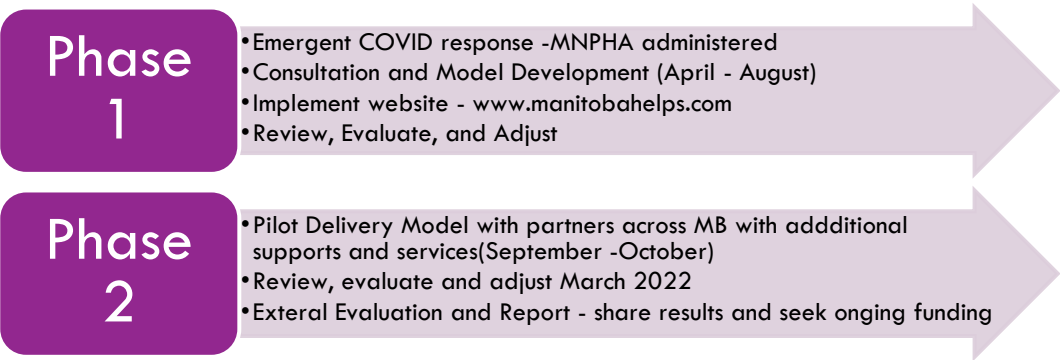 Phase
1
•Emergent COVID response -MNPHA administered
•Consultation and Model Development (April - August)
•Implement website - www.manitobahelps.com
•Review, Evaluate, and Adjust
Phase
2
•Pilot Delivery Model with partners across MB with addditional
supports and services(September -October)
•Review, evaluate and adjust March 2022
•Exteral Evaluation and Report - share results and seek onging funding